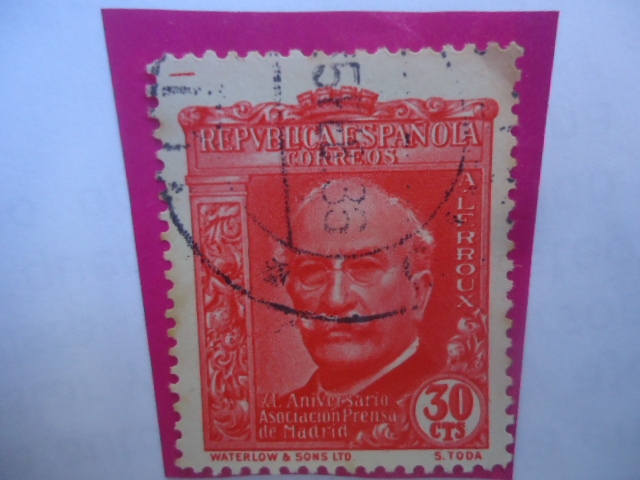 REPVBLICA ESPAÑOLA
CORREOS
A. LERROUX
XL Aniversario
Asociacion Prensa
de Madrid
30
CTS
WATERLOW & SONS LTD.
S. TODA